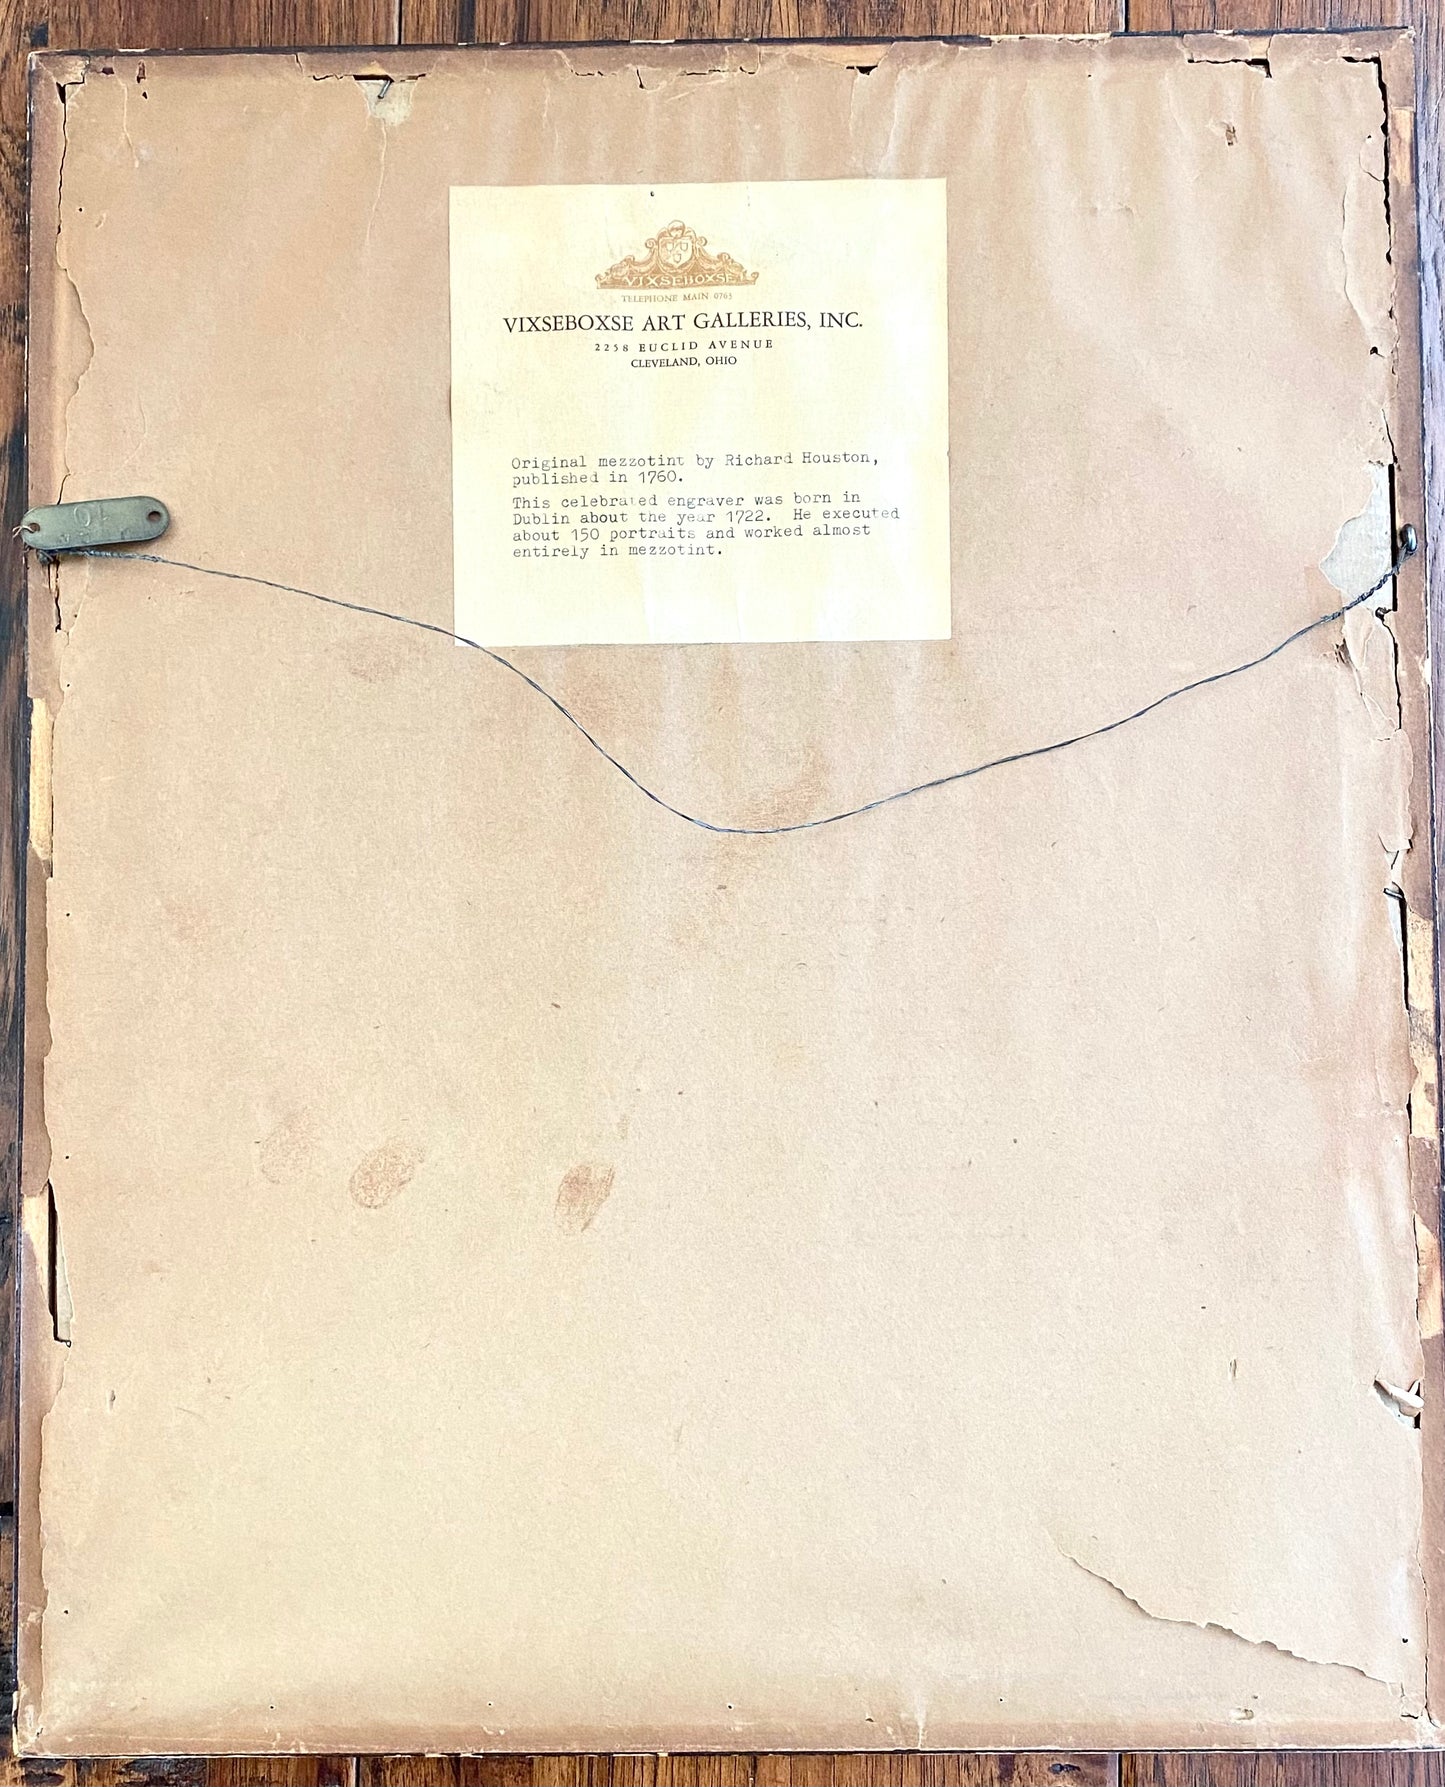 VIXSEBOXSE
TELEPHONE MAIN 0765
VIXSEBOXSE ART GALLERIES, INC.
2258 EUCLID AVENUE
CLEVELAND, OHIO
Original mezzotint by Richard Houston,
published in 1760.
This celebrated engraver was born in
Dublin about the year 1722. He executed
about 150 portraits and worked almost
entirely in mezzotint.